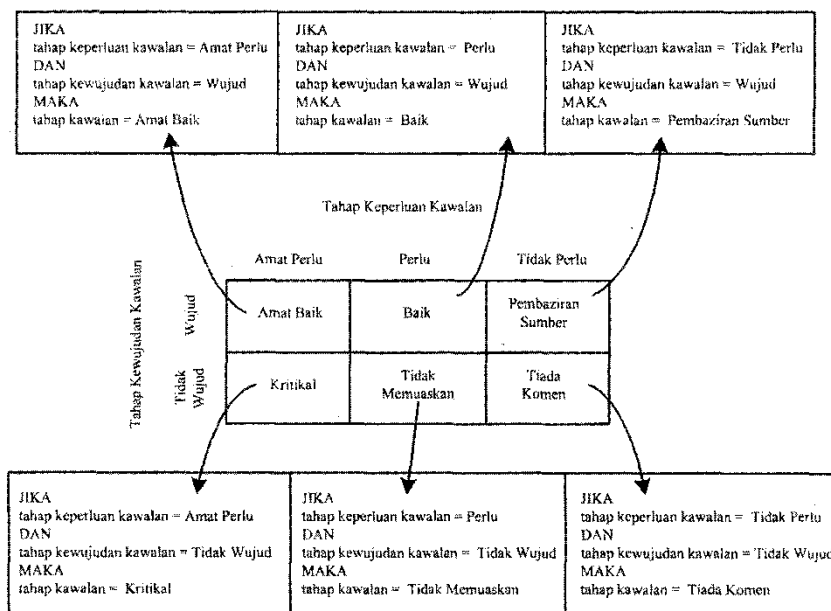 JIKA
tahap keperluan kawalan = Amat Perlu
DAN
tahap kewujudan kawalan = Wujud
MAKA
tahap kawalan = Amat Baik
JIKA
tahap keperluan kawalan = Perlu
DAN
tahap kewujudan kawalan = Wujud
MAKA
tahap kawalan = Baik
JIKA
tahap keperluan kawalan = Tidak Perlu
DAN
tahap kewujudan kawalan = Wujud
MAKA
tahap kawalan = Pembaziran Sumber
Tahap Keperluan Kawalan
Amat Perlu
Perlu
Tidak Perlu
Tahap Kewujudan Kawalan
Wujud
Amat Baik
Baik
Pembaziran
Sumber
Tidak
Wujud
Kritikal
Tidak
Memuaskan
Tiada
Komen
JIKA
tahap keperluan kawalan = Amat Perlu
DAN
tahap kewujudan kawalan = Tidak Wujud
MAKA
tahap kawalan = Kritikal
JIKA
tahap keperluan kawalan = Perlu
DAN
tahap kewujudan kawalan = Tidak Wujud
MAKA
tahap kawalan = Tidak Memuaskan
JIKA
tahap keperluan kawalan = Tidak Perlu
DAN
tahap kewujudan kawalan = Tidak Wujud
MAKA
tahap kawalan = Tiada Komen